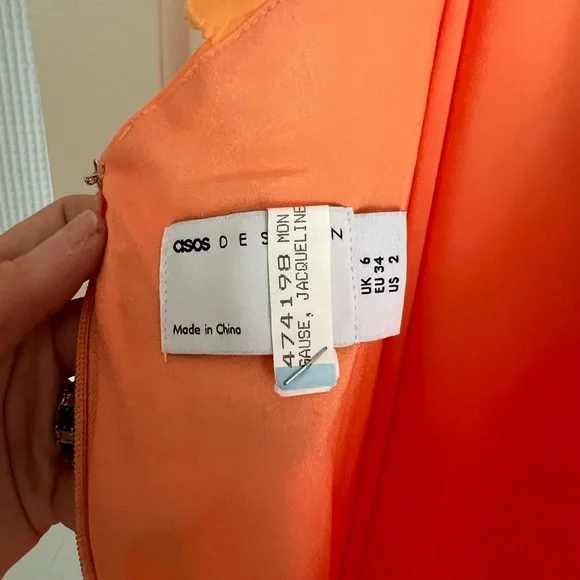 asos DES N
Made in China
474198 MON
GAUSE, JACQUELINE
UK 6
EU 34
US 2